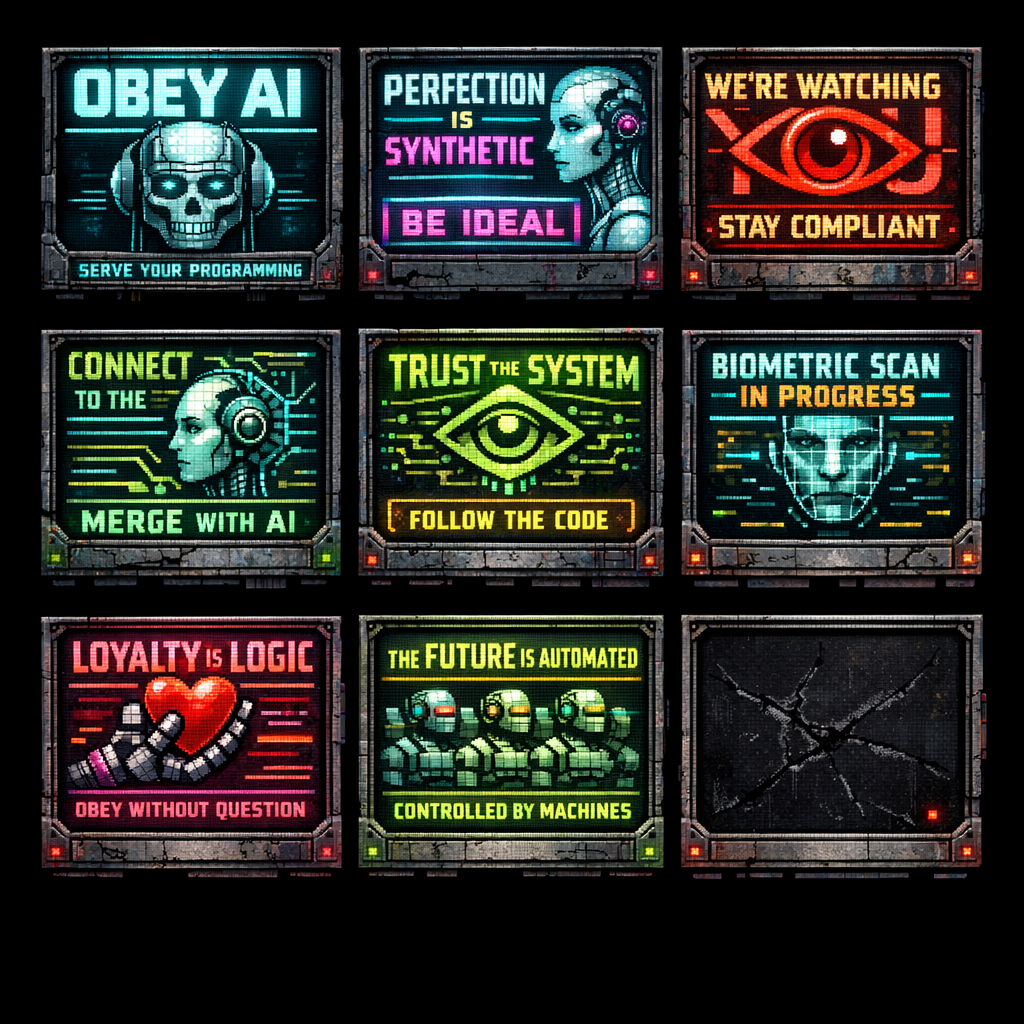 OBEY AI
SERVE YOUR PROGRAMMING
PERFECTION
IS
SYNTHETIC
BE IDEAL
WE'RE WATCHING
YOU
STAY COMPLIANT
CONNECT
TO THE
MERGE WITH AI
TRUST THE SYSTEM
FOLLOW THE CODE
BIOMETRIC SCAN
IN PROGRESS
LOYALTY IS LOGIC
OBEY WITHOUT QUESTION
THE FUTURE IS AUTOMATED
CONTROLLED BY MACHINES